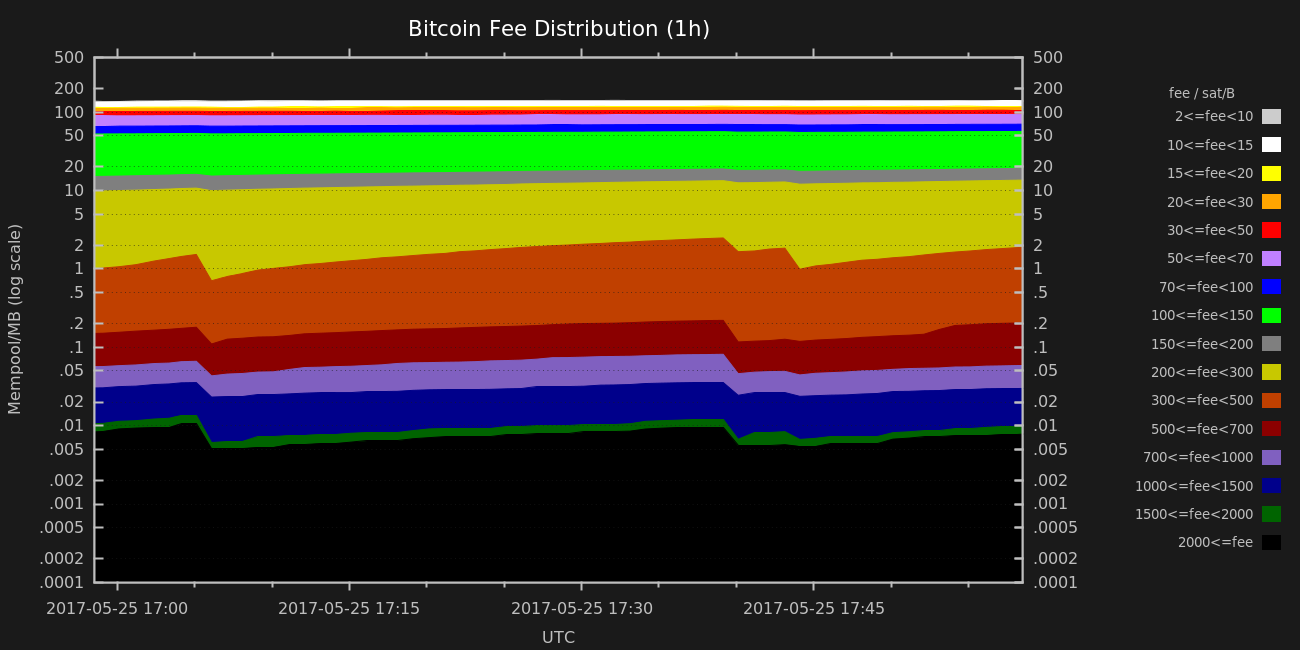 Bitcoin Fee Distribution (1h)
Mempool/MB (log scale)
500
200
100
50
20
10
5
2
1
.5
.2
.1
.05
.02
.01
.005
.002
.001
.0005
.0002
.0001
500
200
100
50
20
10
5
2
1
.5
.2
.1
.05
.02
.01
.005
.002
.001
.0005
.0002
.0001
fee / sat/B
2<=fee<10
10<=fee<15
15<=fee<20
20<=fee<30
30<=fee<50
50<=fee<70
70<=fee<100
100<=fee<150
150<=fee<200
200<=fee<300
300<=fee<500
500<=fee<700
700<=fee<1000
1000<=fee<1500
1500<=fee<2000
2000<=fee
2017-05-25 17:00 2017-05-25 17:15 2017-05-25 17:30 2017-05-25 17:45
UTC